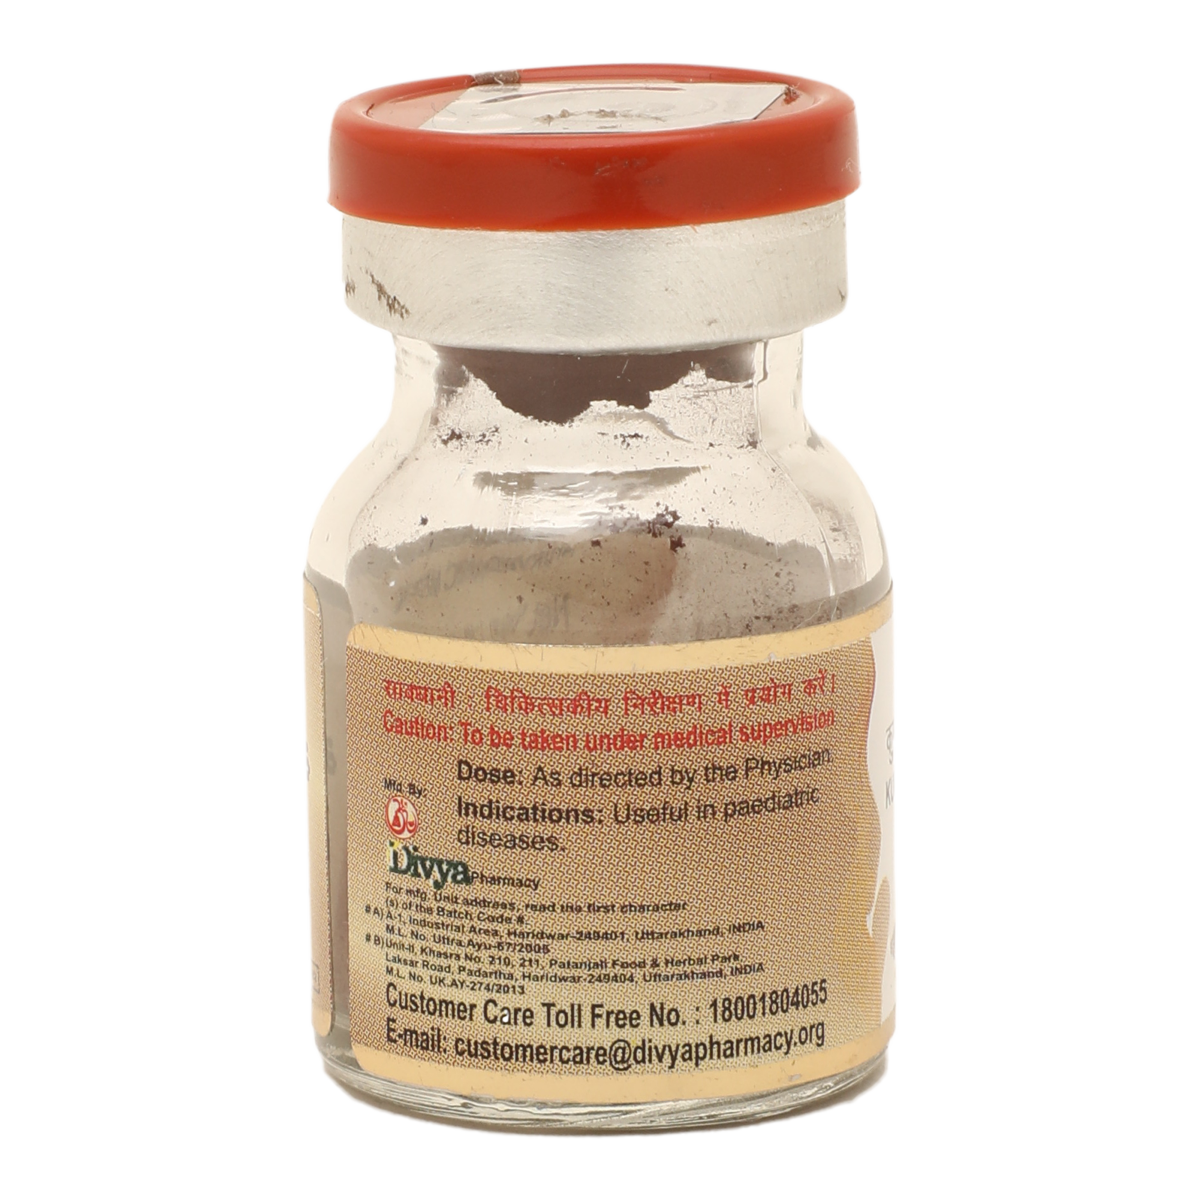 सावधानी : चिकित्सकीय निरीक्षण में प्रयोग करें।
Caution: To be taken under medical supervision
Dose: As directed by the Physician.
Indications: Useful in paediatric
diseases.
Mfd. By:
Divya Pharmacy
For mfg. Unit address, read the first character
(s) of the Batch Code #
# A) A-1, Industrial Area, Haridwar-249401, Uttarakhand, INDIA
M.L. No. Uttra.Ayu-67/2005
# B) Unit-II, Khasra No. 210, 211, Patanjali Food & Herbal Park,
Laksar Road, Padartha, Haridwar-249404, Uttarakhand, INDIA
M.L. No. UK.AY-274/2013
Customer Care Toll Free No. : 18001804055
E-mail: customercare@divyapharmacy.org